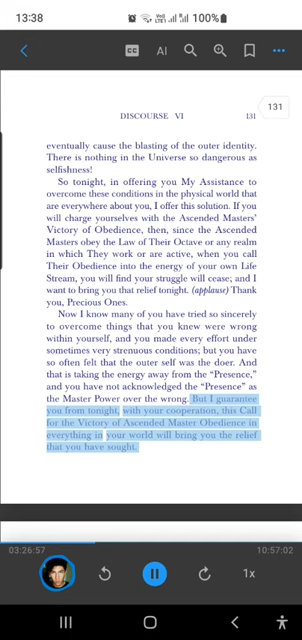 13:38
100%
CC
AI
131
DISCOURSE VI 131
eventually cause the blasting of the outer identity.
There is nothing in the Universe so dangerous as
selfishness!
So tonight, in offering you My Assistance to
overcome these conditions in the physical world that
are everywhere about you, I offer this solution. If you
will charge yourselves with the Ascended Masters'
Victory of Obedience, then, since the Ascended
Masters obey the Law of Their Octave or any realm
in which They work or are active, when you call
Their Obedience into the energy of your own Life
Stream, you will find your struggle will cease; and I
want to bring you that relief tonight. (applause) Thank
you, Precious Ones.
Now I know many of you have tried so sincerely
to overcome things that you knew were wrong
within yourself, and you made every effort under
sometimes very strenuous conditions; but you have
so often felt that the outer self was the doer. And
that is taking the energy away from the “Presence,”
and you have not acknowledged the “Presence” as
the Master Power over the wrong. But I guarantee
you from tonight, with your cooperation, this Call
for the Victory of Ascended Master Obedience in
everything in your world will bring you the relief
that you have sought.
03:26:57 10:57:02
1x